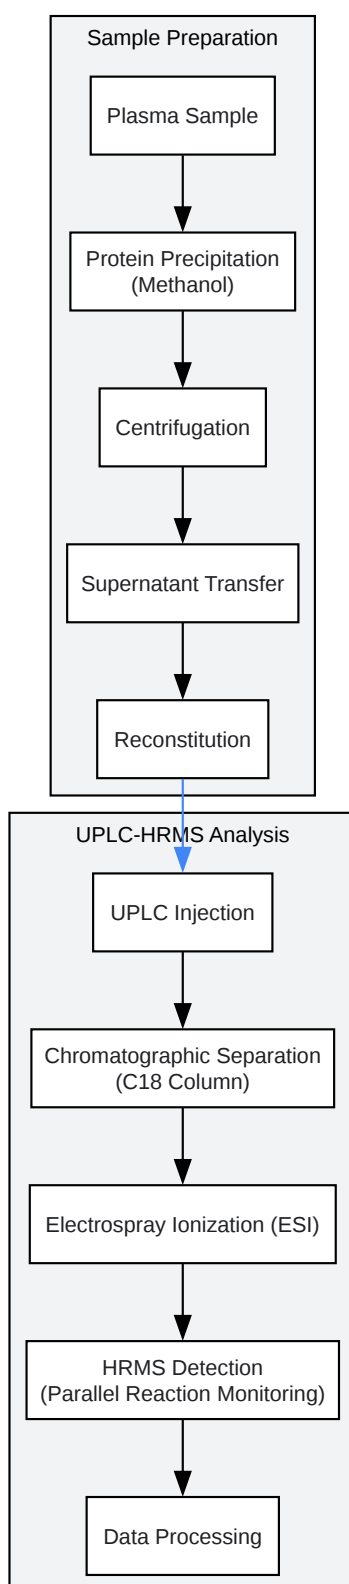 Sample Preparation
Plasma Sample
Protein Precipitation
(Methanol)
Centrifugation
Supernatant Transfer
Reconstitution
UPLC-HRMS Analysis
UPLC Injection
Chromatographic Separation
(C18 Column)
Electrospray Ionization (ESI)
HRMS Detection
(Parallel Reaction Monitoring)
Data Processing